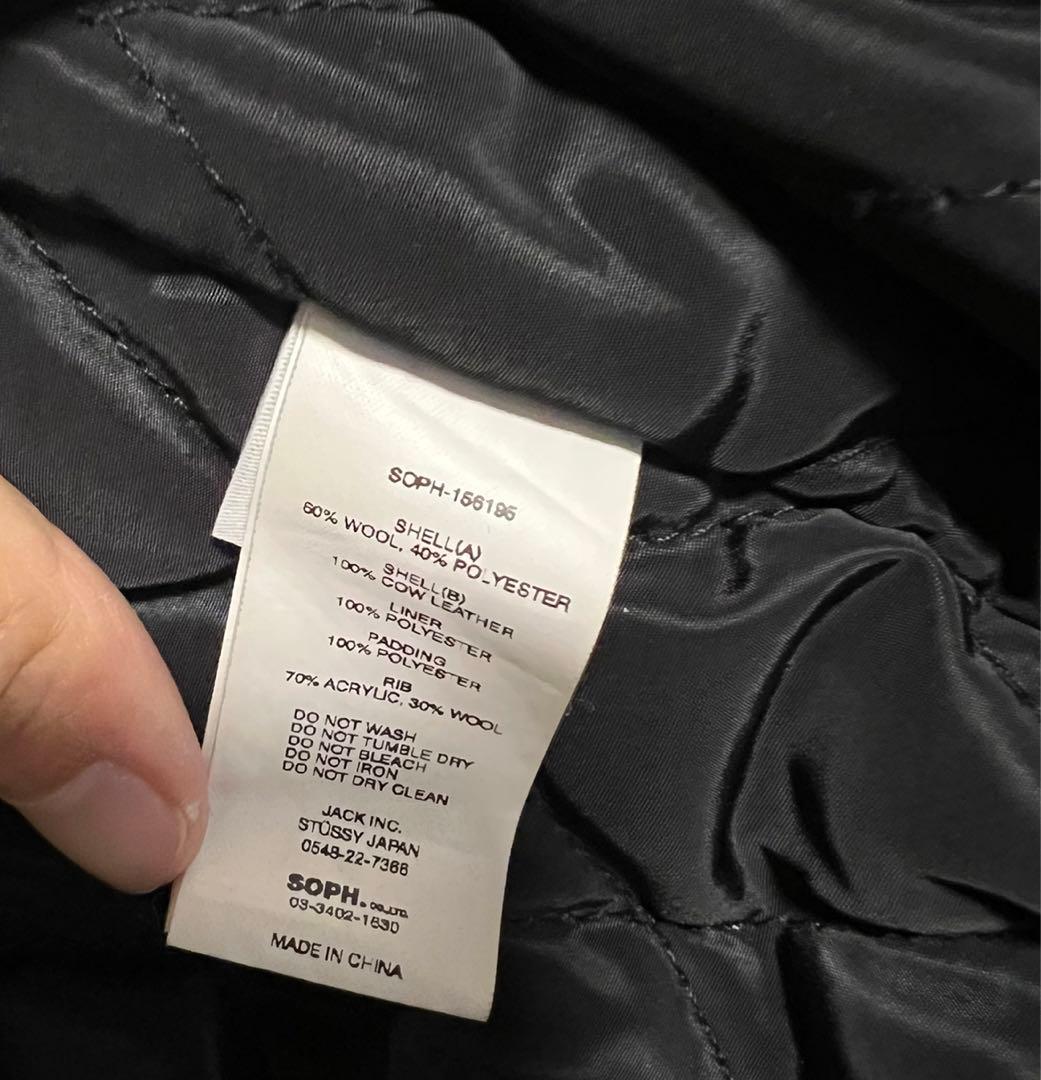 SOPH-156195
SHELL(A)
60% WOOL, 40% POLYESTER
SHELL(B)
100% COW LEATHER
LINER
100% POLYESTER
PADDING
100% POLYESTER
RIB
70% ACRYLIC, 30% WOOL
DO NOT WASH
DO NOT TUMBLE DRY
DO NOT BLEACH
DO NOT IRON
DO NOT DRY CLEAN
JACK INC.
STÜSSY JAPAN
0548-22-7366
SOPH. CO.,LTD.
03-3402-1630
MADE IN CHINA